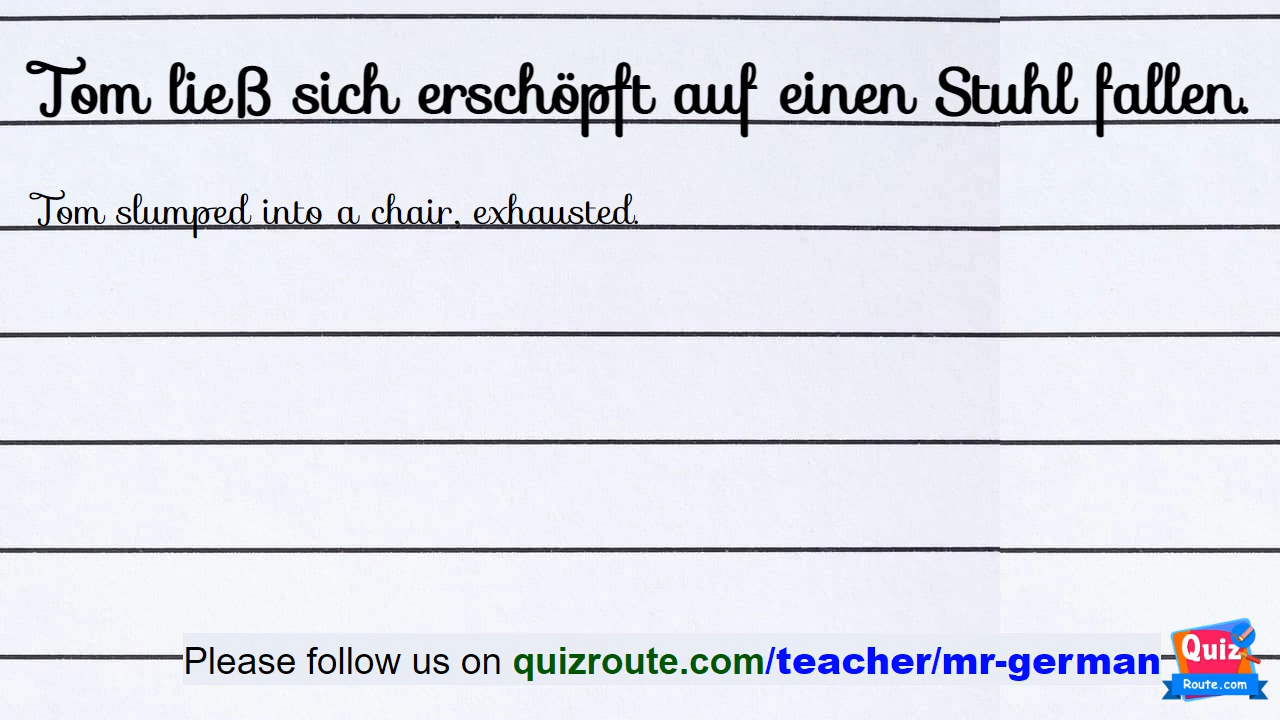 Tom ließ sich erschöpft auf einen Stuhl fallen.
Tom slumped into a chair, exhausted.
Please follow us on quizroute.com/teacher/mr-german
Quiz
Route.com